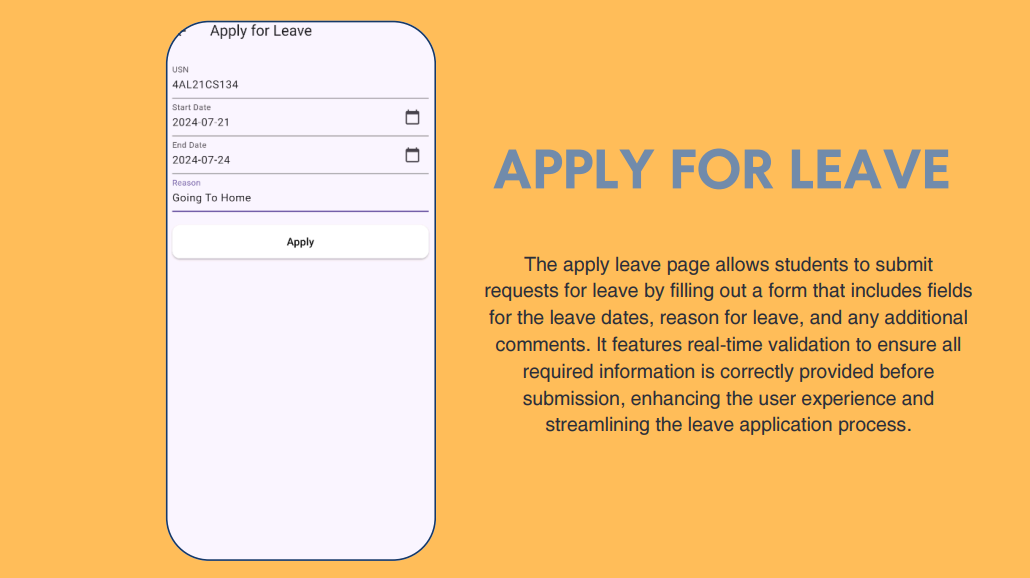 Apply for Leave
USN
4AL21CS134
Start Date
2024-07-21
End Date
2024-07-24
Reason
Going To Home
Apply
APPLY FOR LEAVE
The apply leave page allows students to submit
requests for leave by filling out a form that includes fields
for the leave dates, reason for leave, and any additional
comments. It features real-time validation to ensure all
required information is correctly provided before
submission, enhancing the user experience and
streamlining the leave application process.